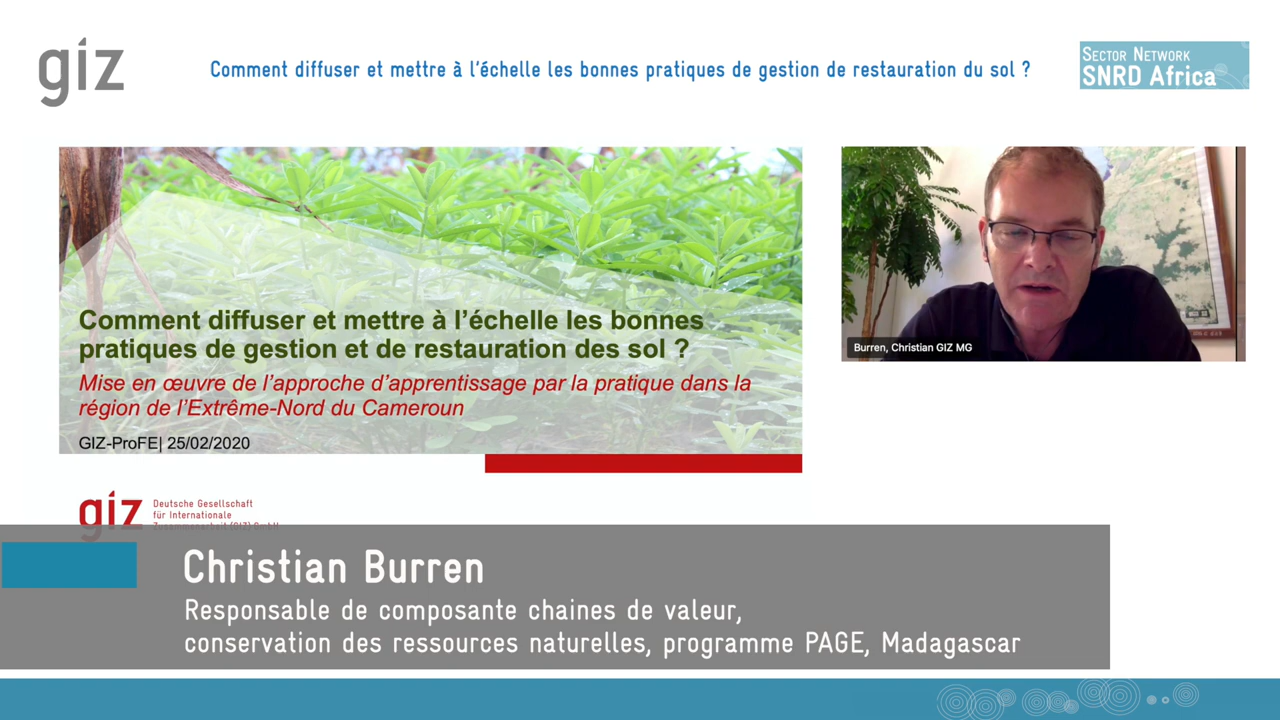 giz
Comment diffuser et mettre à l'échelle les bonnes pratiques de gestion de restauration du sol ?
SECTOR NETWORK
SNRD Africa
Comment diffuser et mettre à l'échelle les bonnes
pratiques de gestion et de restauration des sol ?
Mise en œuvre de l'approche d'apprentissage par la pratique dans la
région de l'Extrême-Nord du Cameroun
GIZ-ProFE| 25/02/2020
Burren, Christian GIZ MG
giz
Deutsche Gesellschaft
für Internationale
Zusammenarbeit (GIZ) GmbH
Christian Burren
Responsable de composante chaines de valeur,
conservation des ressources naturelles, programme PAGE, Madagascar